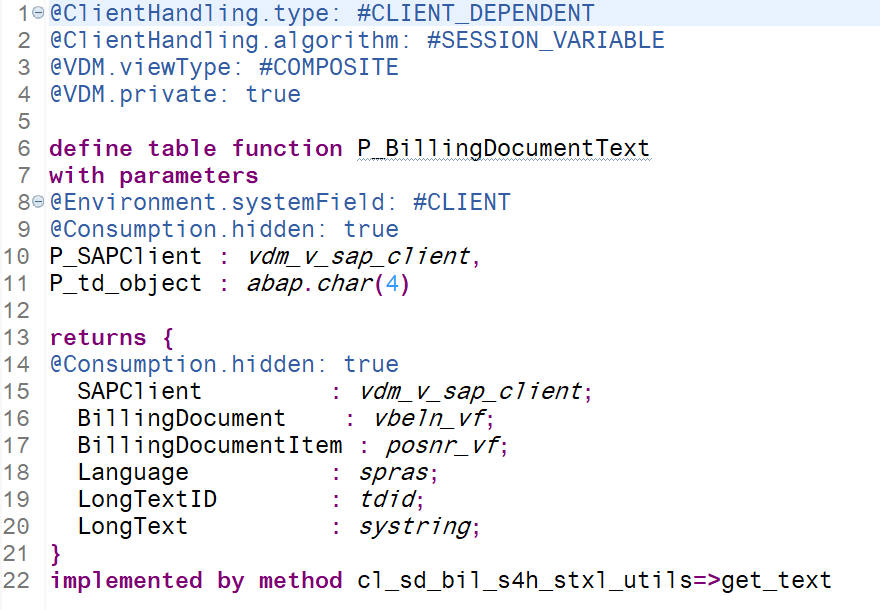 1 @ClientHandling.type: #CLIENT_DEPENDENT
2 @ClientHandling.algorithm: #SESSION_VARIABLE
3 @VDM.viewType: #COMPOSITE
4 @VDM.private: true
5
6 define table function P_BillingDocumentText
7 with parameters
8 @Environment.systemField: #CLIENT
9 @Consumption.hidden: true
10 P_SAPClient : vdm_v_sap_client,
11 P_td_object : abap.char(4)
12
13 returns {
14 @Consumption.hidden: true
15 SAPClient : vdm_v_sap_client;
16 BillingDocument : vbeln_vf;
17 BillingDocumentItem : posnr_vf;
18 Language : spras;
19 LongTextID : tdid;
20 LongText : systring;
21 }
22 implemented by method cl_sd_bil_s4h_stxl_utils=>get_text